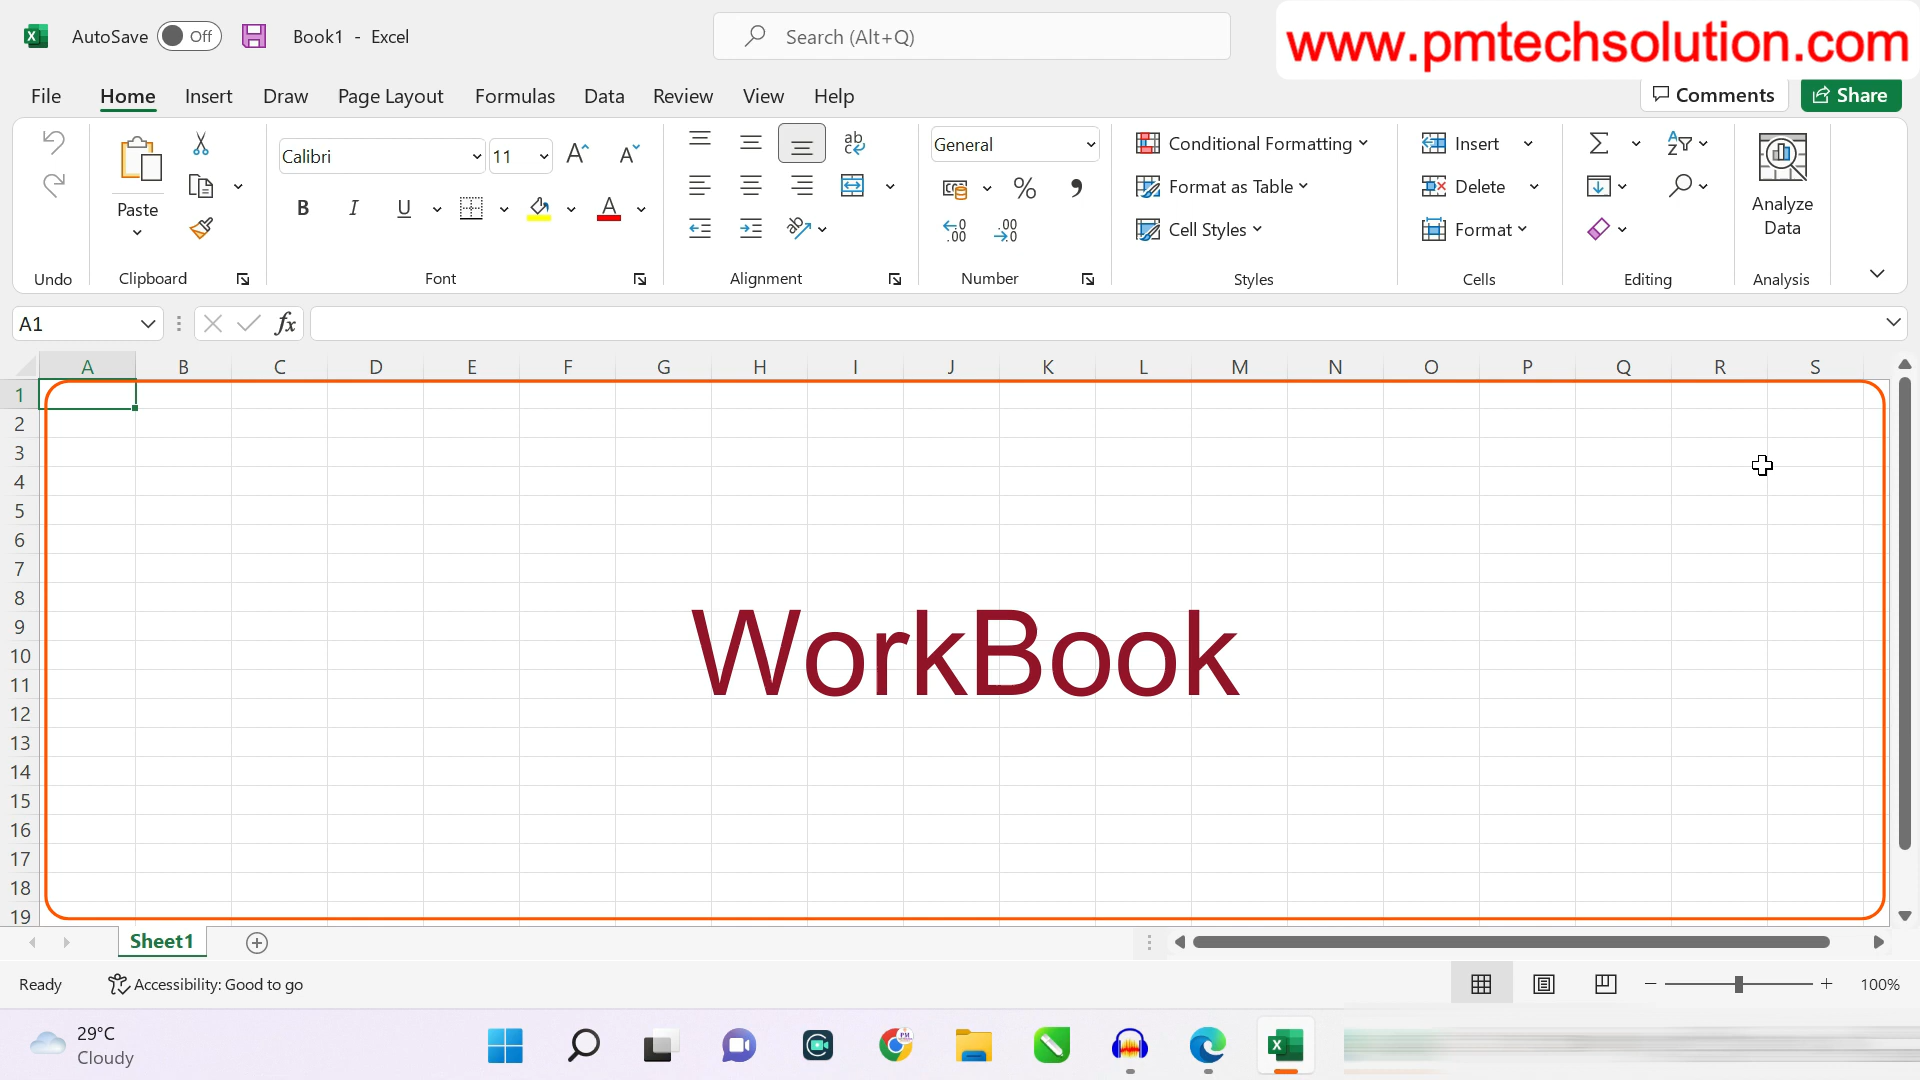 AutoSave Off Book1 - Excel Search (Alt+Q) www.pmtechsolution.com
File Home Insert Draw Page Layout Formulas Data Review View Help Comments Share
Calibri 11 General Conditional Formatting Insert
Format as Table Delete
Paste Analyze Data
B I U A % Cell Styles Format
Undo Clipboard Font Alignment Number Styles Cells Editing Analysis
A1 fx
A B C D E F G H I J K L M N O P Q R S
1
2
3
4
5
6
7
8
9
10
11
12
13
14
15
16
17
18
19
WorkBook
Sheet1
Ready Accessibility: Good to go 100%
29°C
Cloudy